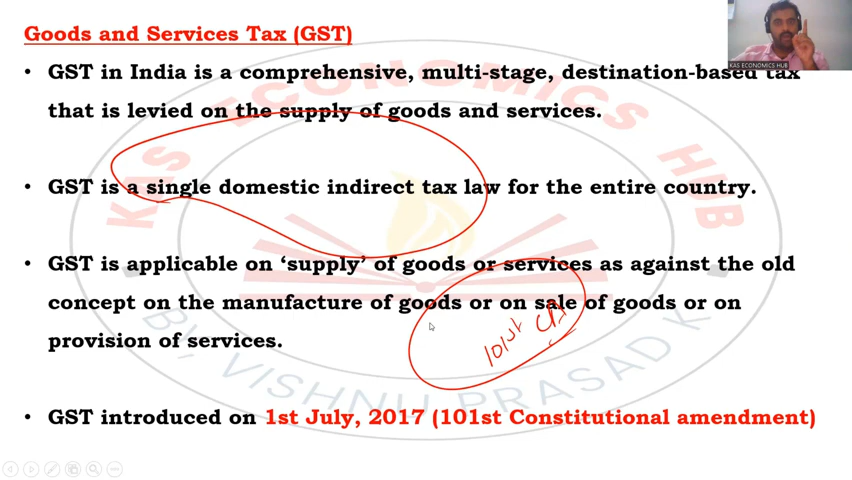 Goods and Services Tax (GST)
KAS ECONOMICS HUB
• GST in India is a comprehensive, multi-stage, destination-based tax
that is levied on the supply of goods and services.
• GST is a single domestic indirect tax law for the entire country.
• GST is applicable on ‘supply’ of goods or services as against the old
concept on the manufacture of goods or on sale of goods or on
provision of services.
101st CA
• GST introduced on 1st July, 2017 (101st Constitutional amendment)
KAS ECONOMICS HUB
BY, VISHNU PRASAD K